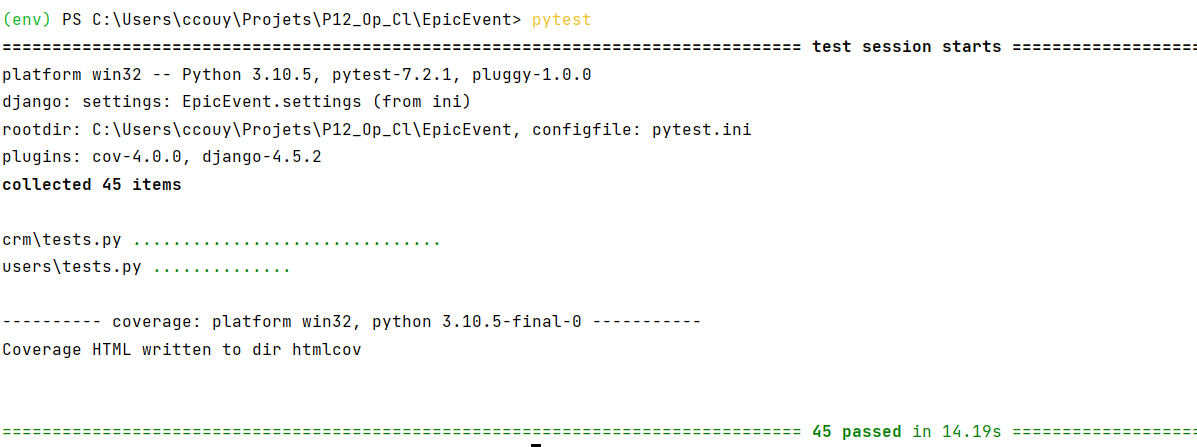 (env) PS C:\Users\ccouy\Projets\P12_Op_Cl\EpicEvent> pytest
================================================================================ test session starts ===================
platform win32 -- Python 3.10.5, pytest-7.2.1, pluggy-1.0.0
django: settings: EpicEvent.settings (from ini)
rootdir: C:\Users\ccouy\Projets\P12_Op_Cl\EpicEvent, configfile: pytest.ini
plugins: cov-4.0.0, django-4.5.2
collected 45 items
crm\tests.py ...............................
users\tests.py ..............
---------- coverage: platform win32, python 3.10.5-final-0 -----------
Coverage HTML written to dir htmlcov
================================================================================ 45 passed in 14.19s ===================